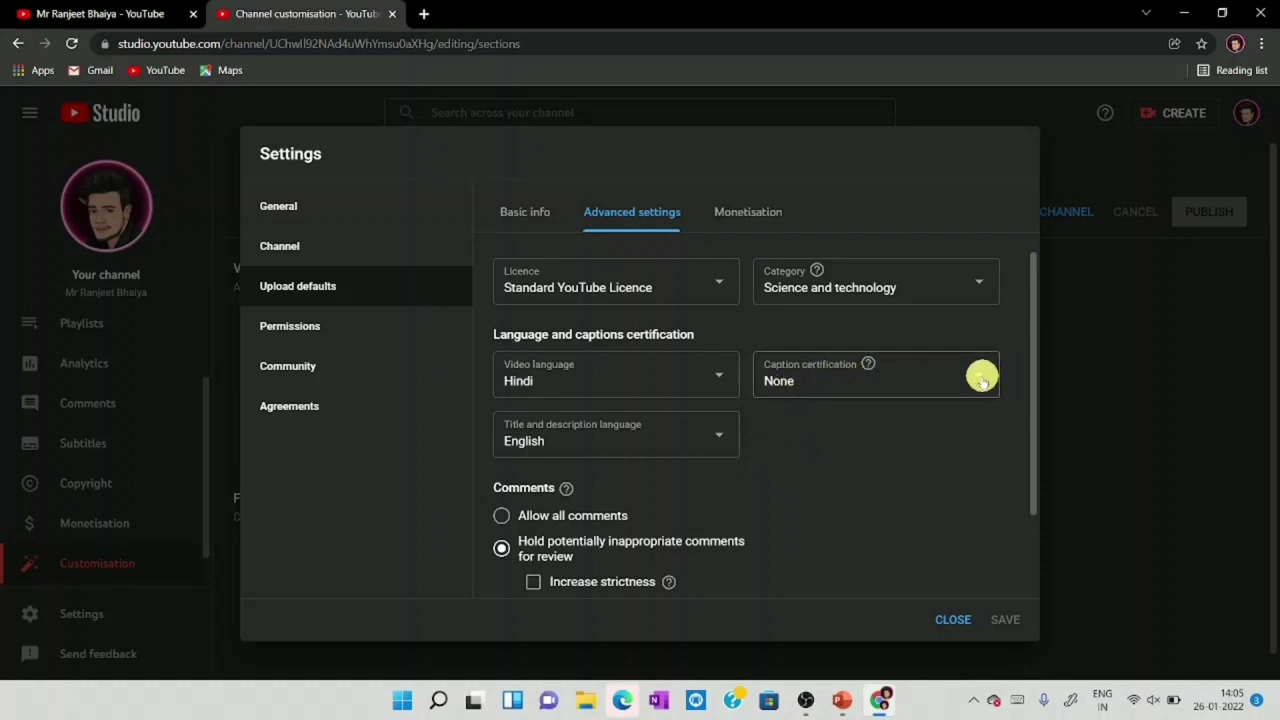 Mr Ranjeet Bhaiya - YouTube
Channel customisation - YouTube
studio.youtube.com/channel/UChwll92NAd4uWhYmsu0aXHg/editing/sections
Apps
Gmail
YouTube
Maps
Reading list
Studio
Search across your channel
CREATE
Settings
Your channel
Mr Ranjeet Bhaiya
Playlists
Analytics
Comments
Subtitles
Copyright
Monetisation
Customisation
Settings
Send feedback
General
Channel
Upload defaults
Permissions
Community
Agreements
Basic info
Advanced settings
Monetisation
CHANNEL
CANCEL
PUBLISH
Licence
Standard YouTube Licence
Category
Science and technology
Language and captions certification
Video language
Hindi
Caption certification
None
Title and description language
English
Comments
Allow all comments
Hold potentially inappropriate comments
for review
Increase strictness
CLOSE
SAVE
ENG
IN
14:05
26-01-2022
3